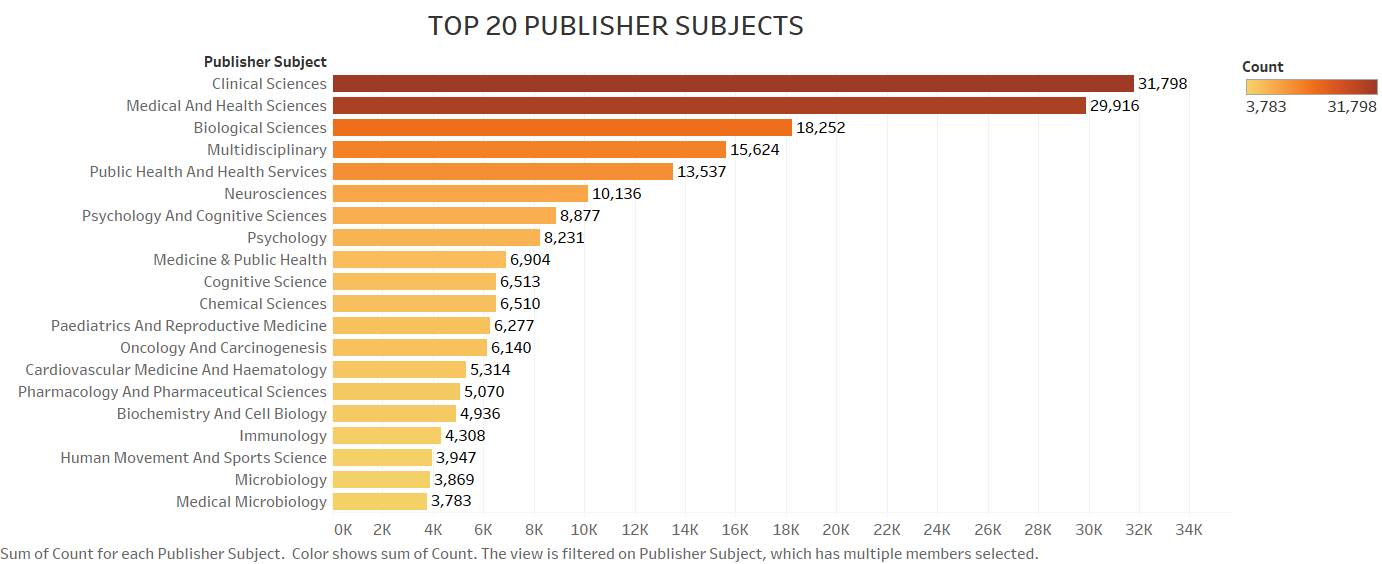 TOP 20 PUBLISHER SUBJECTS
Publisher Subject
Clinical Sciences 31,798
Medical And Health Sciences 29,916
Biological Sciences 18,252
Multidisciplinary 15,624
Public Health And Health Services 13,537
Neurosciences 10,136
Psychology And Cognitive Sciences 8,877
Psychology 8,231
Medicine & Public Health 6,904
Cognitive Science 6,513
Chemical Sciences 6,510
Paediatrics And Reproductive Medicine 6,277
Oncology And Carcinogenesis 6,140
Cardiovascular Medicine And Haematology 5,314
Pharmacology And Pharmaceutical Sciences 5,070
Biochemistry And Cell Biology 4,936
Immunology 4,308
Human Movement And Sports Science 3,947
Microbiology 3,869
Medical Microbiology 3,783
0K 2K 4K 6K 8K 10K 12K 14K 16K 18K 20K 22K 24K 26K 28K 30K 32K 34K
Count
3,783 31,798
Sum of Count for each Publisher Subject. Color shows sum of Count. The view is filtered on Publisher Subject, which has multiple members selected.